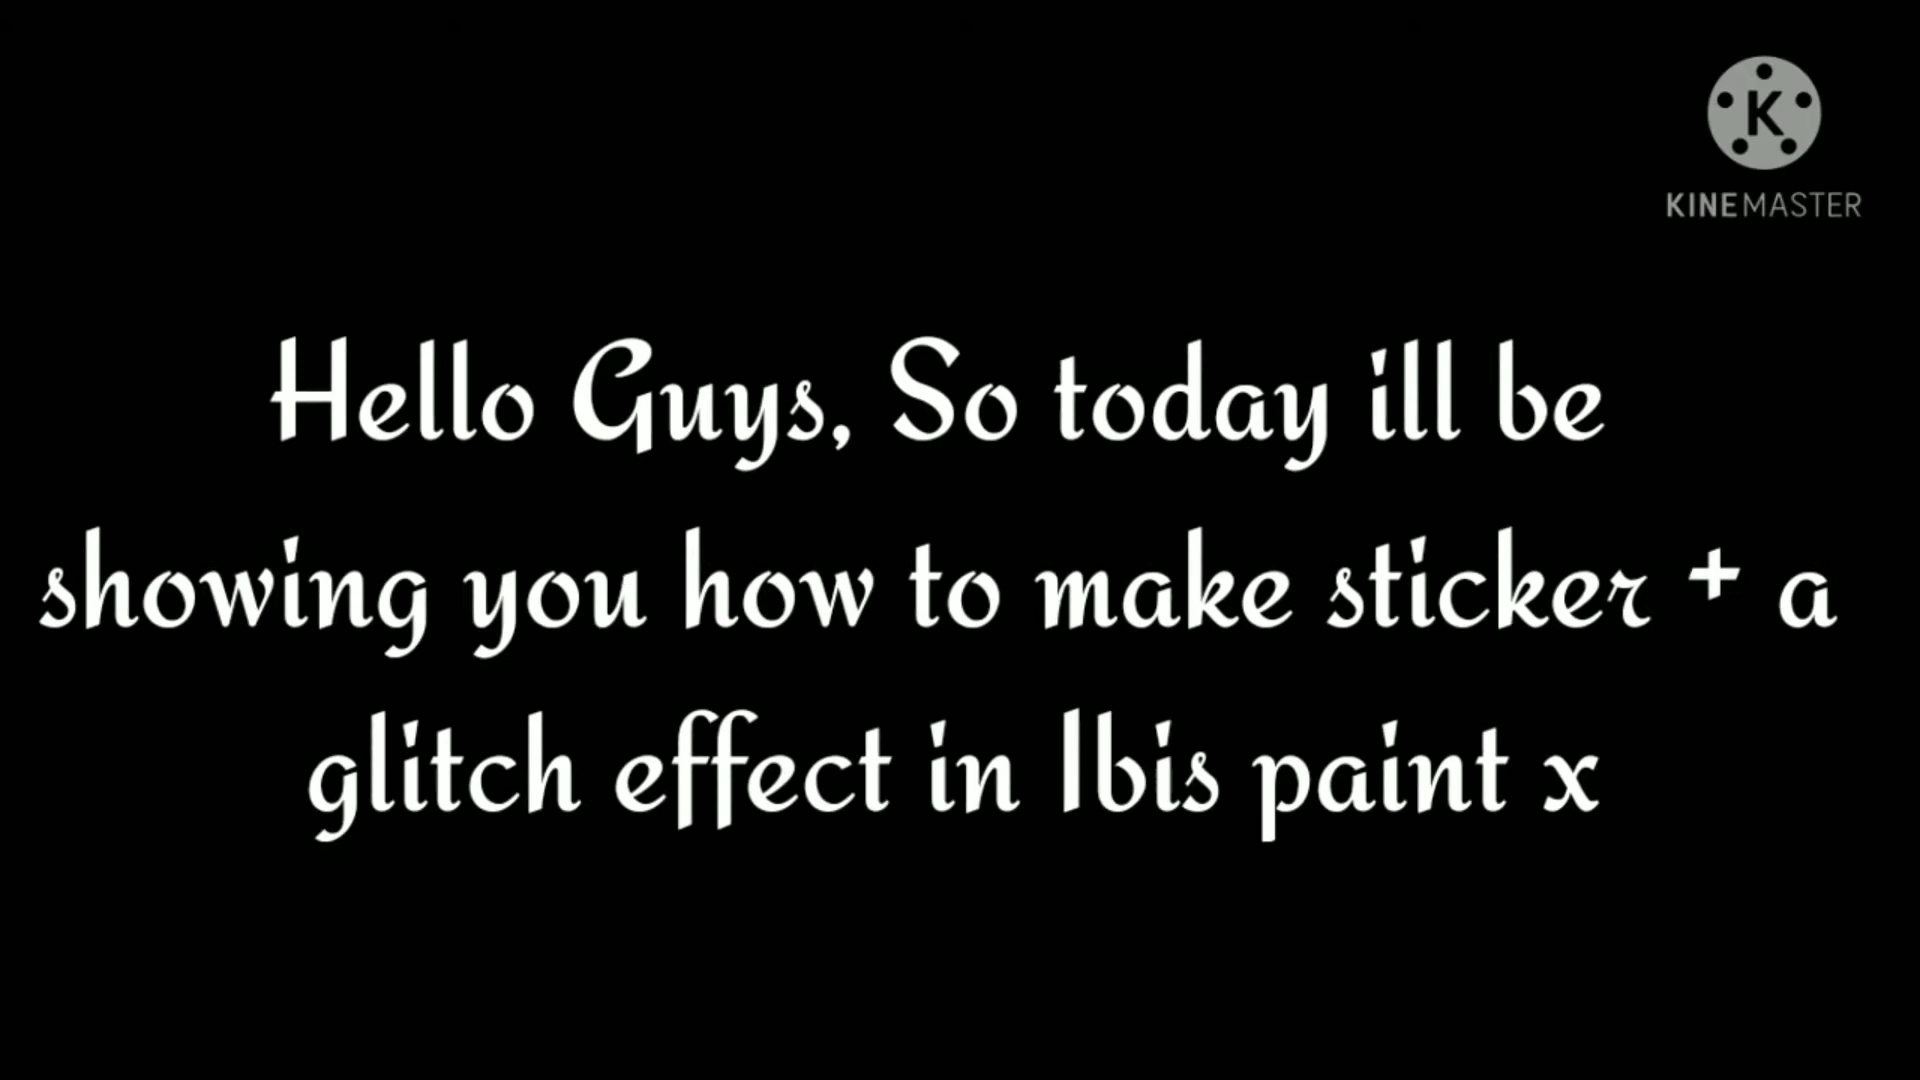 K
KINEMASTER
Hello Guys, So today ill be
showing you how to make sticker + a
glitch effect in Ibis paint x